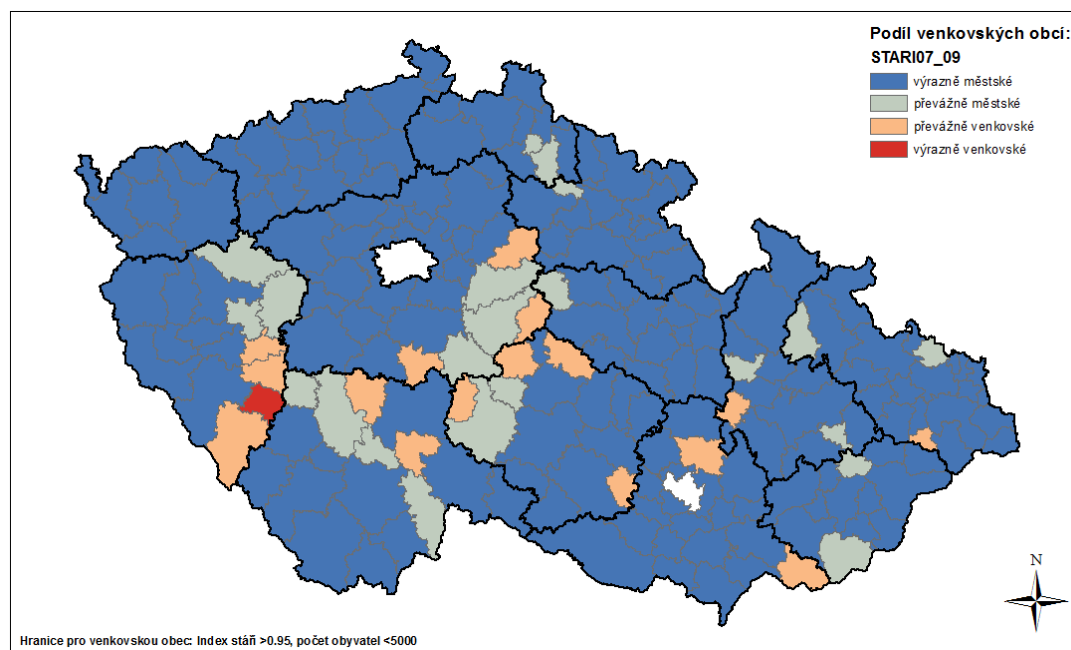 Podíl venkovských obcí:
STARI07_09
výrazně městské
převážně městské
převážně venkovské
výrazně venkovské
N
Hranice pro venkovskou obec: Index stáří >0.95, počet obyvatel <5000